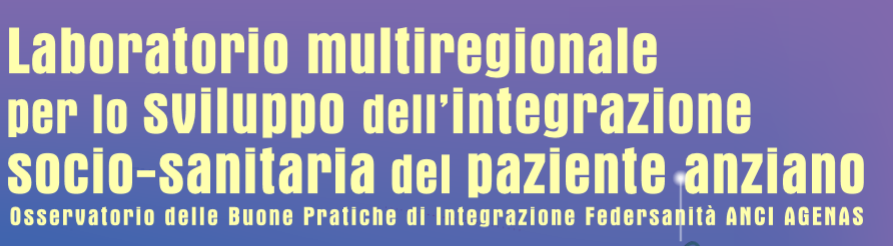 Laboratorio multiregionale
per lo sviluppo dell'integrazione
socio-sanitaria del paziente anziano
Osservatorio delle Buone Pratiche di Integrazione Federsanità ANCI AGENAS